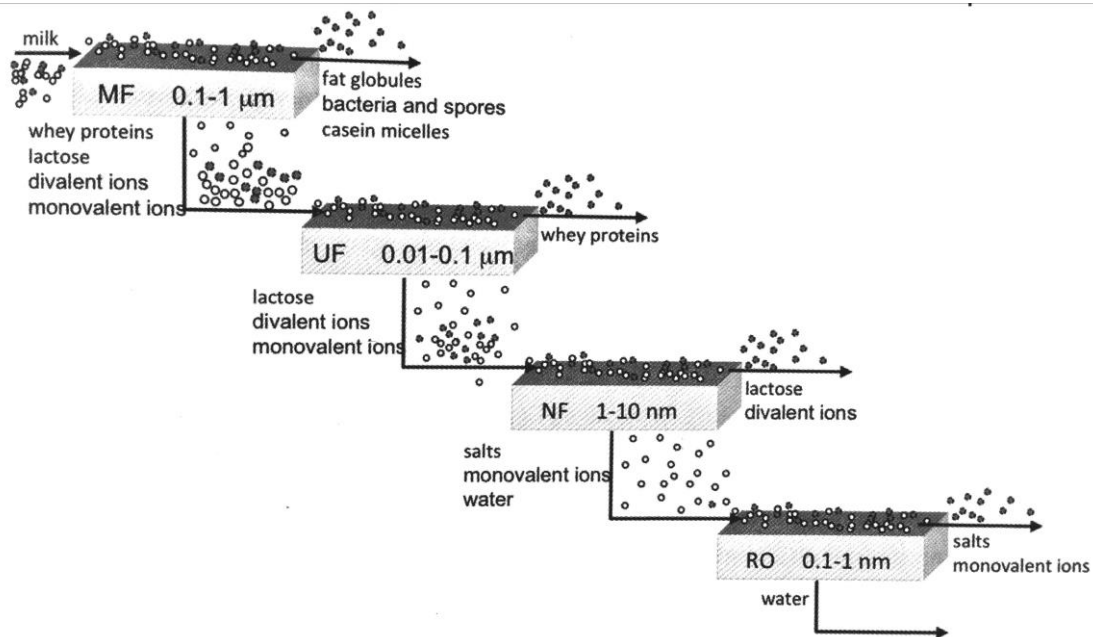 milk
MF 0.1-1 μm
fat globules
bacteria and spores
casein micelles
whey proteins
lactose
divalent ions
monovalent ions
UF 0.01-0.1 μm
whey proteins
lactose
divalent ions
monovalent ions
NF 1-10 nm
lactose
divalent ions
salts
monovalent ions
water
RO 0.1-1 nm
salts
monovalent ions
water